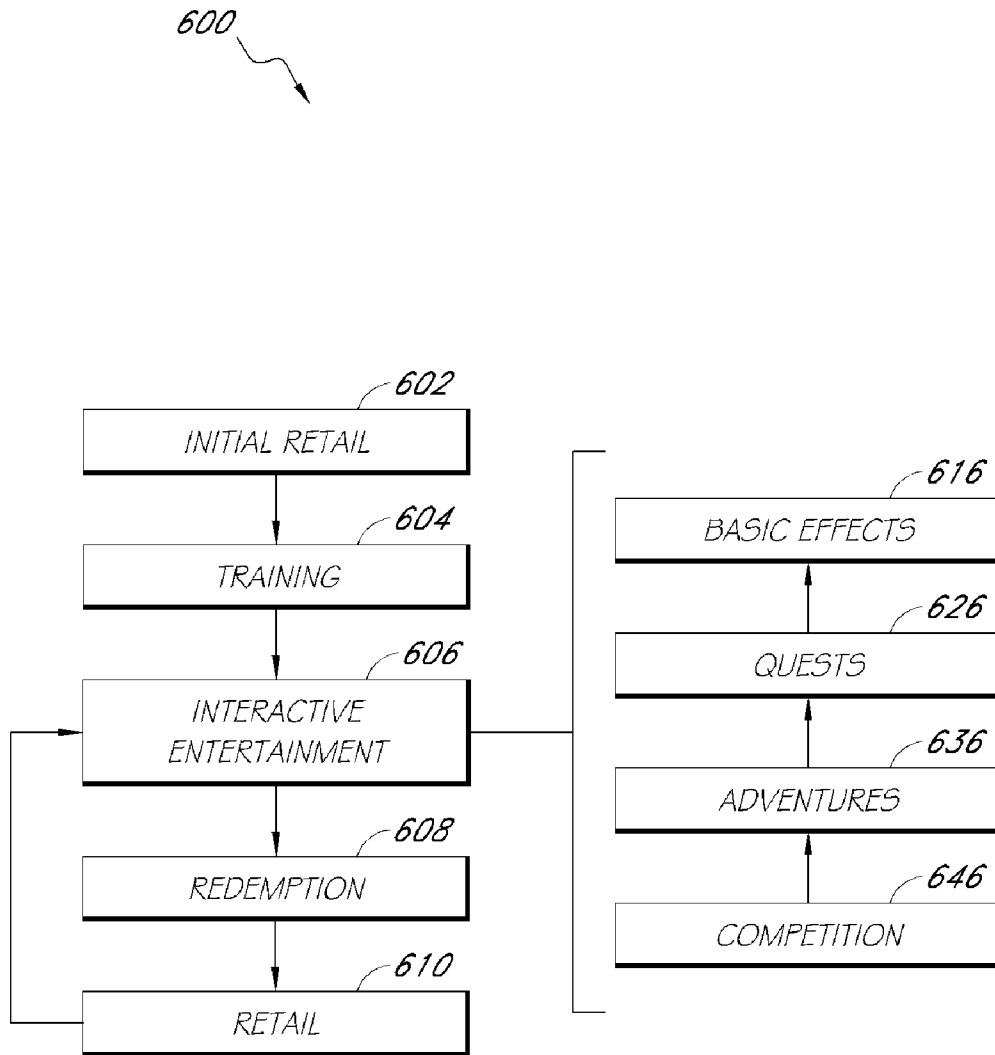 600
602
INITIAL RETAIL
604
TRAINING
606
INTERACTIVE
ENTERTAINMENT
608
REDEMPTION
610
RETAIL
616
BASIC EFFECTS
626
QUESTS
636
ADVENTURES
646
COMPETITION